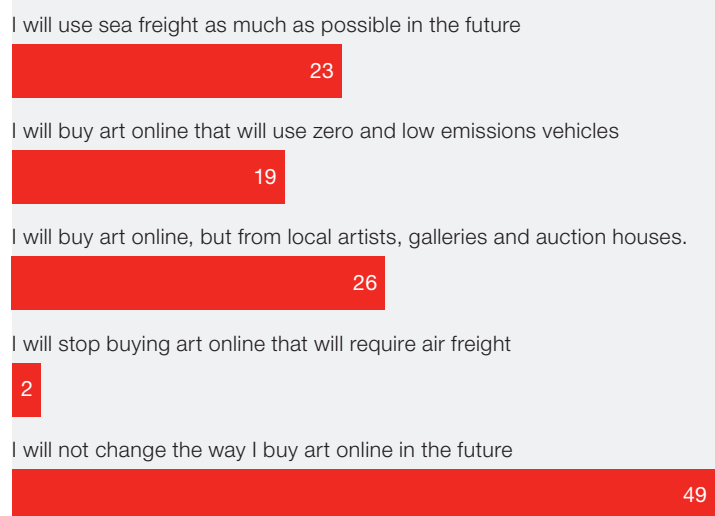 I will use sea freight as much as possible in the future
23
I will buy art online that will use zero and low emissions vehicles
19
I will buy art online, but from local artists, galleries and auction houses.
26
I will stop buying art online that will require air freight
2
I will not change the way I buy art online in the future
49